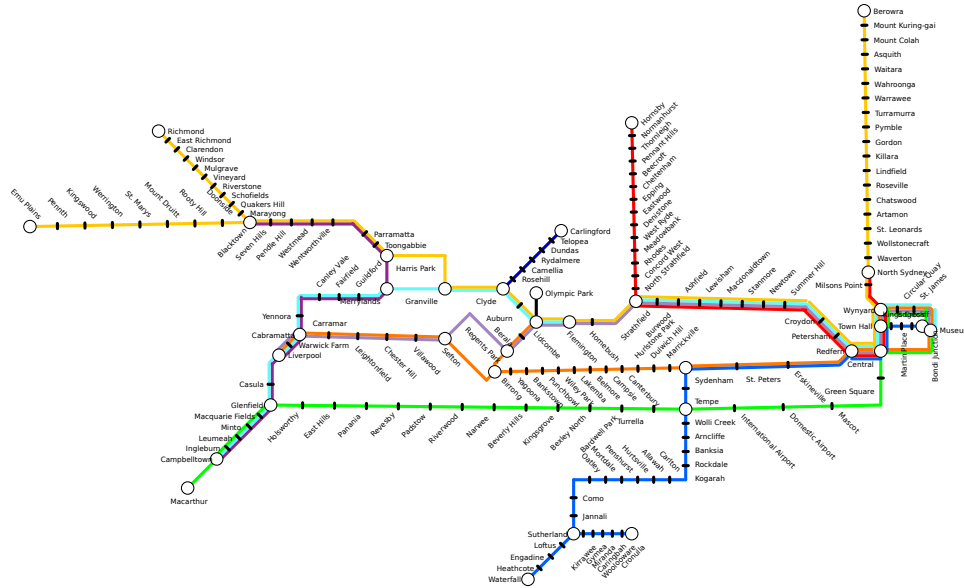 Berowra
Mount Kuring-gai
Mount Colah
Asquith
Waitara
Wahroonga
Warrawee
Turramurra
Pymble
Gordon
Killara
Lindfield
Roseville
Chatswood
Artamon
St. Leonards
Wollstonecraft
Waverton
North Sydney
Milsons Point
Wynyard
Town Hall
Circular Quay
St. James
Museu
Martin Place
Bondi Junction
Central
Redfern
Green Square
Mascot
Domestic Airport
International Airport
Richmond
East Richmond
Clarendon
Windsor
Mulgrave
Vineyard
Riverstone
Schofields
Quakers Hill
Marayong
Emu Plains
Penrith
Kingswood
Werrington
St. Marys
Mount Druitt
Rooty Hill
Doonside
Blacktown
Seven Hills
Pendle Hill
Westmead
Wentworthville
Parramatta
Toongabbie
Harris Park
Granville
Clyde
Auburn
Lidcombe
Flemington
Homebush
Strathfield
Carlingford
Telopea
Dundas
Rydalmere
Camellia
Rosehill
Olympic Park
Hornsby
Normanhurst
Thornleigh
Pennant Hills
Beecroft
Cheltenham
Epping
Eastwood
Denistone
West Ryde
Meadowbank
Rhodes
Concord West
North Strathfield
Ashfield
Lewisham
Macdonaldtown
Stanmore
Newtown
Summer Hill
Croydon
Petersham
Burwood
Canley Vale
Fairfield
Guildford
Merrylands
Yennora
Cabramatta
Carramar
Warwick Farm
Liverpool
Leightonfield
Chester Hill
Villawood
Sefton
Regents Park
Berala
Birrong
Yagoona
Bankstown
Punchbowl
Wiley Park
Lakemba
Belmore
Campsie
Canterbury
Hurlstone Park
Dulwich Hill
Marrickville
Sydenham
St. Peters
Erskineville
Casula
Glenfield
Macquarie Fields
Minto
Leumeah
Ingleburn
Campbelltown
Macarthur
Holsworthy
East Hills
Panania
Revesby
Padstow
Riverwood
Narwee
Beverly Hills
Kingsgrove
Bexley North
Bardwell Park
Turrella
Tempe
Wolli Creek
Arncliffe
Banksia
Rockdale
Kogarah
Carlton
Allawah
Hurtsville
Penshurst
Mortdale
Oatley
Como
Jannali
Sutherland
Loftus
Engadine
Heathcote
Waterfall
Kirrawee
Gymea
Miranda
Caringbah
Woolooware
Cronulla